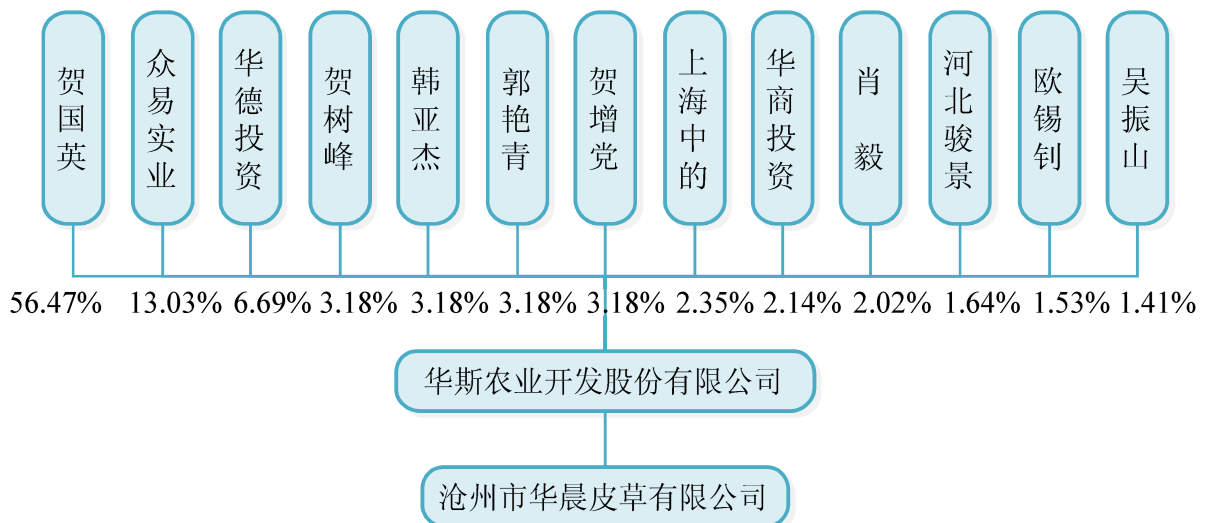 贺国英
众易实业
华德投资
贺树峰
韩亚杰
郭艳青
贺增党
上海中的
华商投资
肖毅
河北骏景
欧锡钊
吴振山
56.47% 13.03% 6.69% 3.18% 3.18% 3.18% 3.18% 2.35% 2.14% 2.02% 1.64% 1.53% 1.41%
华斯农业开发股份有限公司
沧州市华晨皮草有限公司